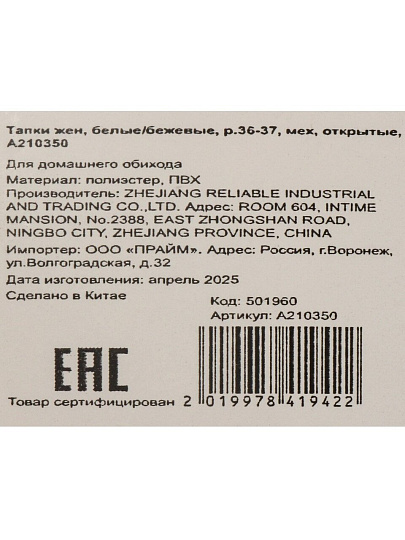 Тапки жен, белые/бежевые, р.36-37, мех, открытые,
А210350
Для домашнего обихода
Материал: полиэстер, ПВХ
Производитель: ZHEJIANG RELIABLE INDUSTRIAL
AND TRADING CO.,LTD. Адрес: ROOM 604, INTIME
MANSION, No.2388, EAST ZHONGSHAN ROAD,
NINGBO CITY, ZHEJIANG PROVINCE, CHINA
Импортер: ООО «ПРАЙМ». Адрес: Россия, г.Воронеж,
ул.Волгоградская, д.32
Дата изготовления: апрель 2025
Сделано в Китае
Код: 501960
Артикул: А210350
ЕАС
Товар сертифицирован
2 019978 419422